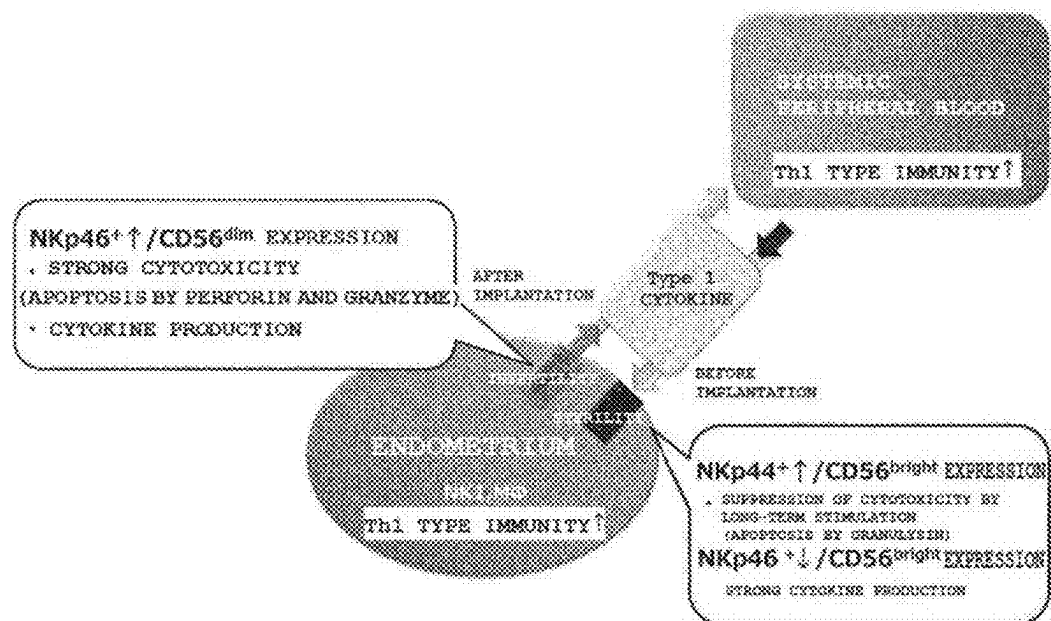 SYSTEMIC
PERIPHERAL BLOOD
Th1 TYPE IMMUNITY↑
NKp46⁺↑/CD56ᵈⁱᵐ EXPRESSION
. STRONG CYTOTOXICITY
(APOPTOSIS BY PERFORIN AND GRANZYME)
· CYTOKINE PRODUCTION
AFTER
IMPLANTATION
Type 1
CYTOKINE
BEFORE
IMPLANTATION
ENDOMETRIUM
Th1 TYPE IMMUNITY↑
NKp44⁺↑/CD56ᵇʳⁱᵍʰᵗ EXPRESSION
. SUPPRESSION OF CYTOTOXICITY BY
LONG-TERM STIMULATION
(APOPTOSIS BY GRANULYSIN)
NKp46⁺↓/CD56ᵇʳⁱᵍʰᵗ EXPRESSION
STRONG CYTOKINE PRODUCTION